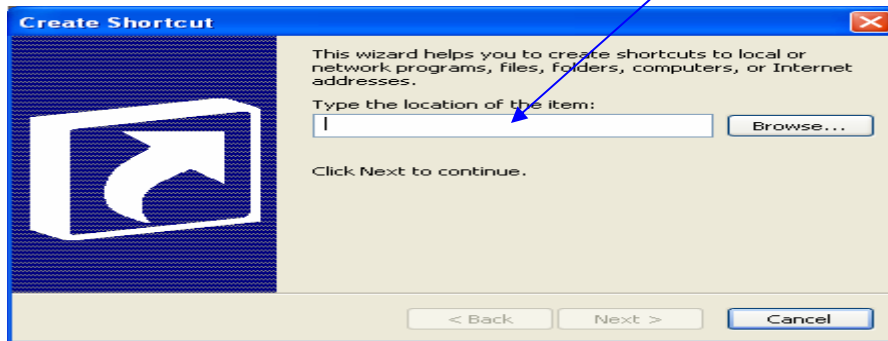 Create Shortcut
This wizard helps you to create shortcuts to local or
network programs, files, folders, computers, or Internet
addresses.
Type the location of the item:
Browse...
Click Next to continue.
< Back Next > Cancel